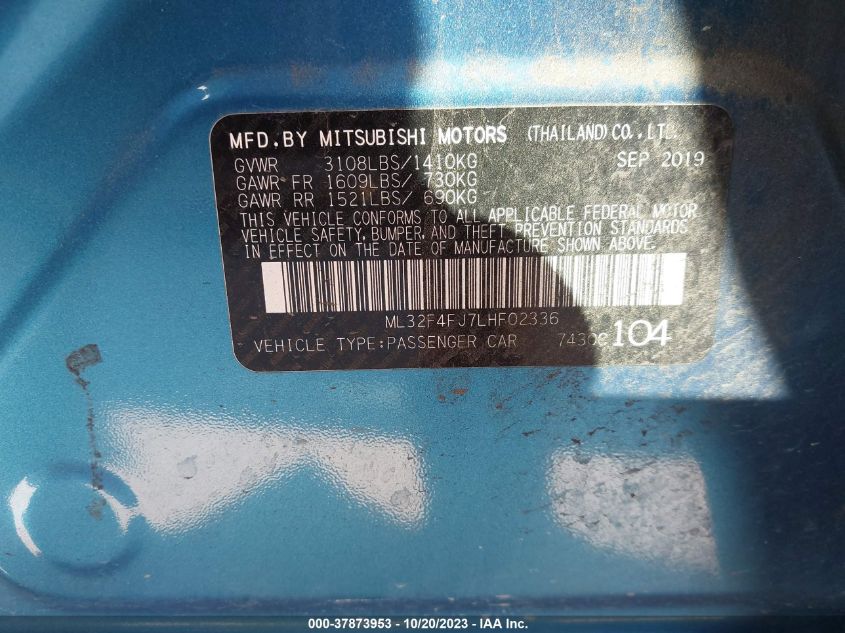 MFD.BY MITSUBISHI MOTORS (THAILAND) CO.,LT.
GVWR 3108LBS/1410KG SEP 2019
GAWR FR 1609LBS/ 730KG
GAWR RR 1521LBS/ 690KG
THIS VEHICLE CONFORMS TO ALL APPLICABLE FEDERAL MOTOR
VEHICLE SAFETY, BUMPER, AND THEFT PREVENTION STANDARDS
IN EFFECT ON THE DATE OF MANUFACTURE SHOWN ABOVE.
ML32F4FJ7LHF02336
VEHICLE TYPE:PASSENGER CAR 7430C 104
000-37873953 - 10/20/2023 - © IAA Inc.